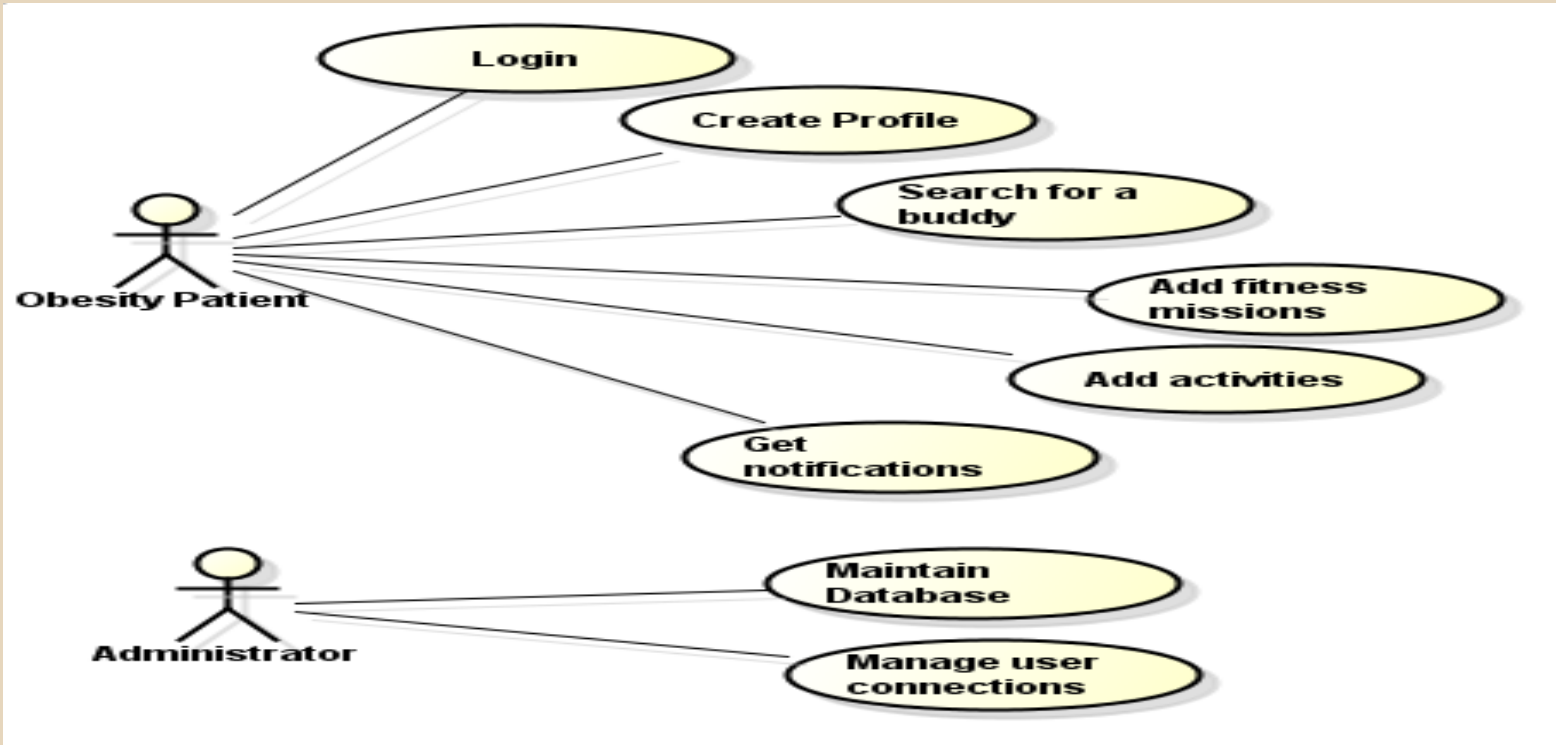 Login
Create Profile
Search for a
buddy
Obesity Patient
Add fitness
missions
Add activities
Get
notifications
Maintain
Database
Administrator
Manage user
connections